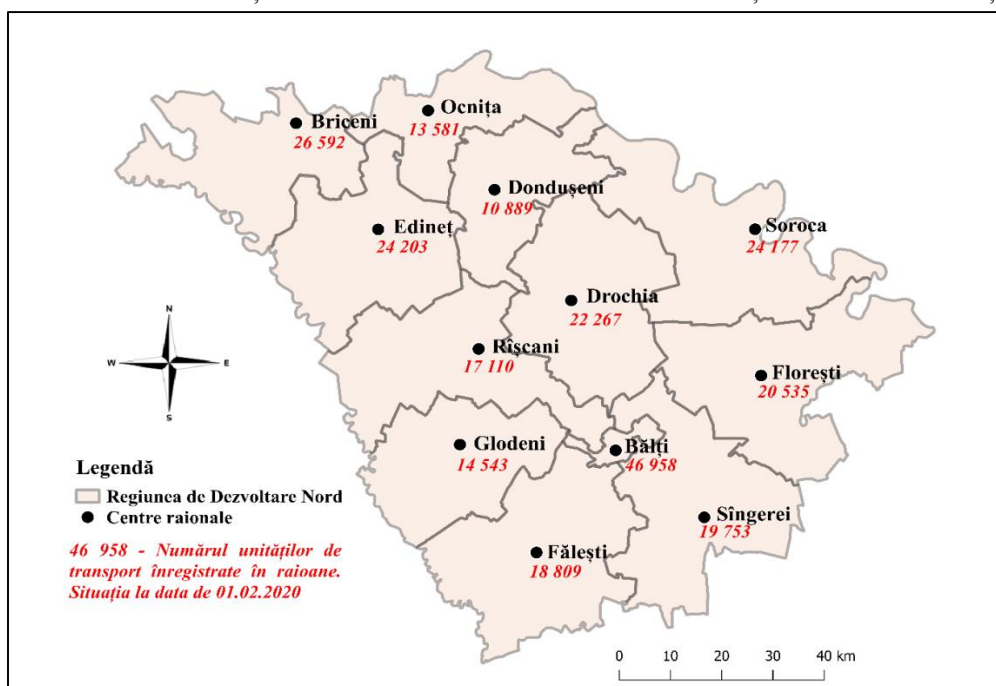 Briceni
26 592
Ocnița
13 581
Dondușeni
10 889
Edineț
24 203
Soroca
24 177
Drochia
22 267
Rîșcani
17 110
Florești
20 535
Glodeni
14 543
Bălți
46 958
Sîngerei
19 753
Fălești
18 809
N
W
E
S
Legendă
Regiunea de Dezvoltare Nord
Centre raionale
46 958 - Numărul unităților de
transport înregistrate în raioane.
Situația la data de 01.02.2020
0 10 20 30 40 km